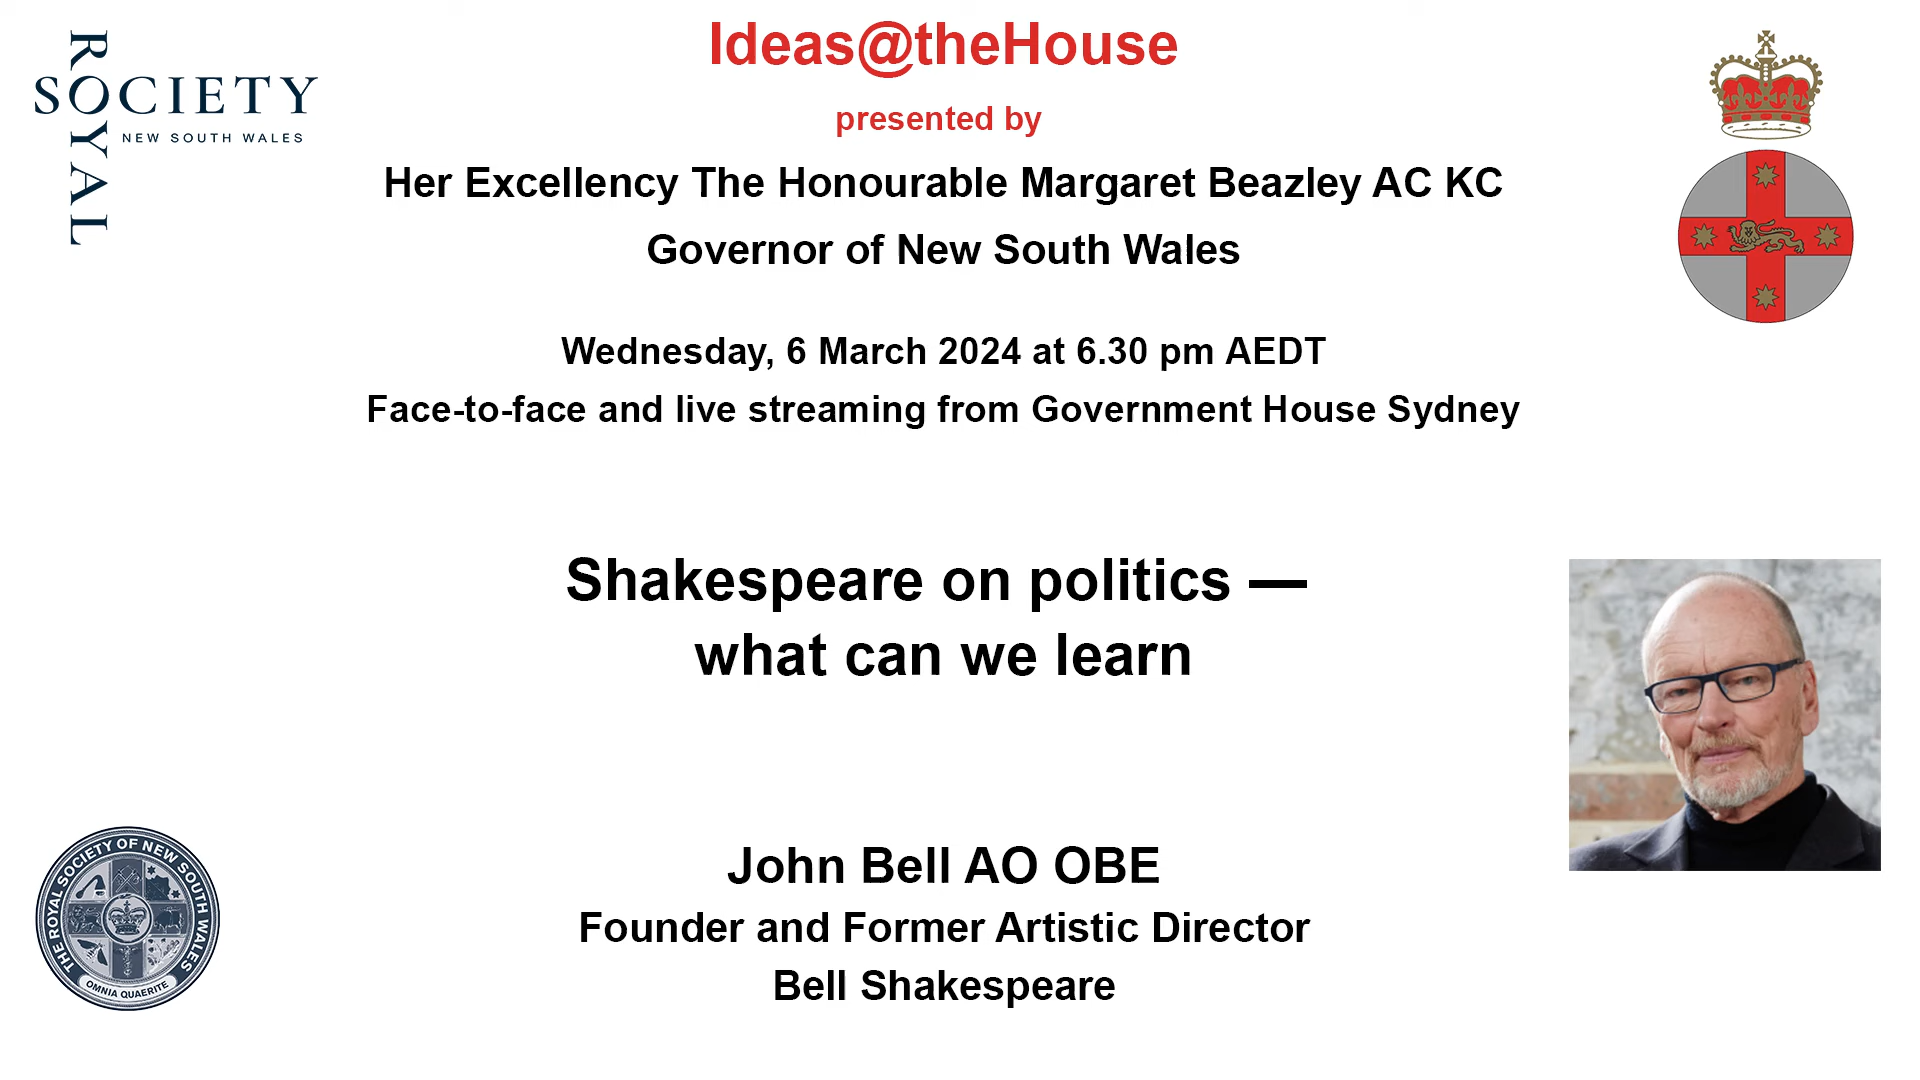 ROYAL
SOCIETY
NEW SOUTH WALES
Ideas@theHouse
presented by
Her Excellency The Honourable Margaret Beazley AC KC
Governor of New South Wales
Wednesday, 6 March 2024 at 6.30 pm AEDT
Face-to-face and live streaming from Government House Sydney
Shakespeare on politics —
what can we learn
John Bell AO OBE
Founder and Former Artistic Director
Bell Shakespeare
THE ROYAL SOCIETY OF NEW SOUTH WALES
OMNIA QUAERITE